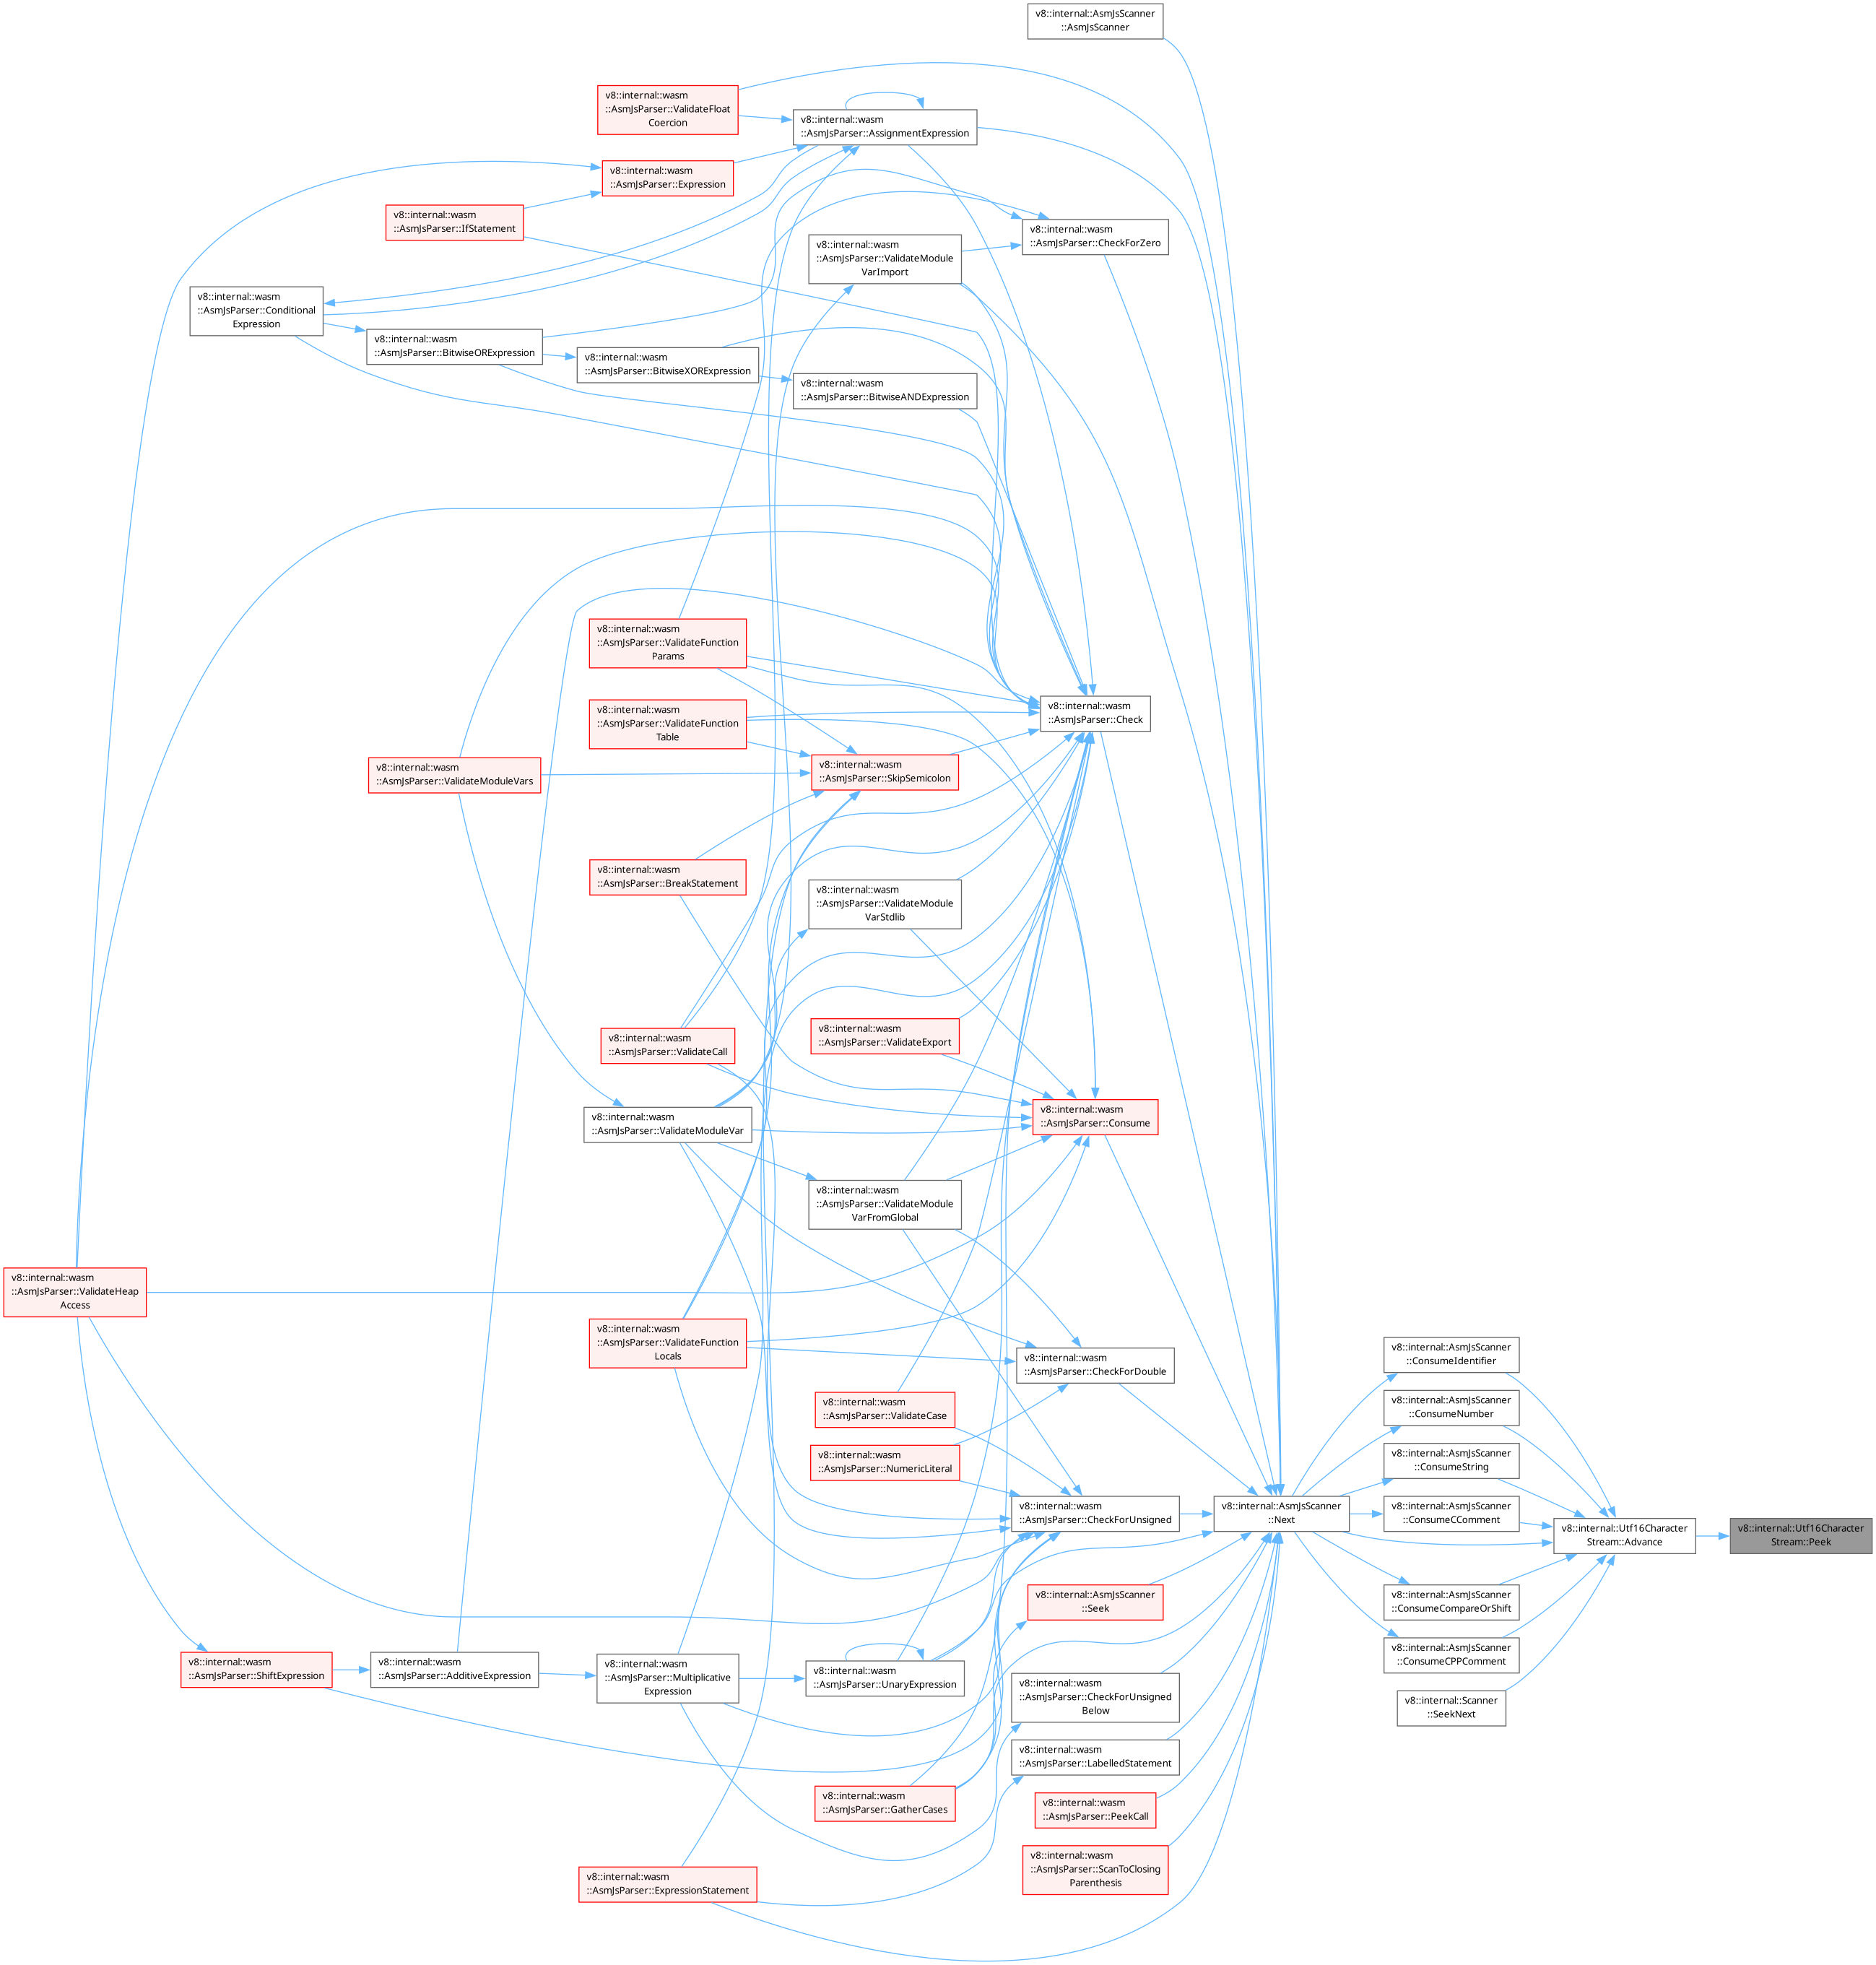 v8::internal::AsmJsScanner
::AsmJsScanner
v8::internal::wasm
::AsmJsParser::ValidateFloat
Coercion
v8::internal::wasm
::AsmJsParser::AssignmentExpression
v8::internal::wasm
::AsmJsParser::Expression
v8::internal::wasm
::AsmJsParser::IfStatement
v8::internal::wasm
::AsmJsParser::CheckForZero
v8::internal::wasm
::AsmJsParser::ValidateModule
VarImport
v8::internal::wasm
::AsmJsParser::Conditional
Expression
v8::internal::wasm
::AsmJsParser::BitwiseORExpression
v8::internal::wasm
::AsmJsParser::BitwiseXORExpression
v8::internal::wasm
::AsmJsParser::BitwiseANDExpression
v8::internal::wasm
::AsmJsParser::ValidateFunction
Params
v8::internal::wasm
::AsmJsParser::Check
v8::internal::wasm
::AsmJsParser::ValidateFunction
Table
v8::internal::wasm
::AsmJsParser::ValidateModuleVars
v8::internal::wasm
::AsmJsParser::SkipSemicolon
v8::internal::wasm
::AsmJsParser::BreakStatement
v8::internal::wasm
::AsmJsParser::ValidateModule
VarStdlib
v8::internal::wasm
::AsmJsParser::ValidateCall
v8::internal::wasm
::AsmJsParser::ValidateExport
v8::internal::wasm
::AsmJsParser::ValidateModuleVar
v8::internal::wasm
::AsmJsParser::Consume
v8::internal::wasm
::AsmJsParser::ValidateModule
VarFromGlobal
v8::internal::wasm
::AsmJsParser::ValidateHeap
Access
v8::internal::wasm
::AsmJsParser::ValidateFunction
Locals
v8::internal::wasm
::AsmJsParser::CheckForDouble
v8::internal::AsmJsScanner
::ConsumeIdentifier
v8::internal::wasm
::AsmJsParser::ValidateCase
v8::internal::AsmJsScanner
::ConsumeNumber
v8::internal::wasm
::AsmJsParser::NumericLiteral
v8::internal::AsmJsScanner
::ConsumeString
v8::internal::wasm
::AsmJsParser::CheckForUnsigned
v8::internal::AsmJsScanner
::Next
v8::internal::AsmJsScanner
::ConsumeCComment
v8::internal::Utf16Character
Stream::Advance
v8::internal::Utf16Character
Stream::Peek
v8::internal::AsmJsScanner
::Seek
v8::internal::AsmJsScanner
::ConsumeCompareOrShift
v8::internal::AsmJsScanner
::ConsumeCPPComment
v8::internal::wasm
::AsmJsParser::ShiftExpression
v8::internal::wasm
::AsmJsParser::AdditiveExpression
v8::internal::wasm
::AsmJsParser::Multiplicative
Expression
v8::internal::wasm
::AsmJsParser::UnaryExpression
v8::internal::wasm
::AsmJsParser::CheckForUnsigned
Below
v8::internal::Scanner
::SeekNext
v8::internal::wasm
::AsmJsParser::LabelledStatement
v8::internal::wasm
::AsmJsParser::GatherCases
v8::internal::wasm
::AsmJsParser::PeekCall
v8::internal::wasm
::AsmJsParser::ScanToClosing
Parenthesis
v8::internal::wasm
::AsmJsParser::ExpressionStatement